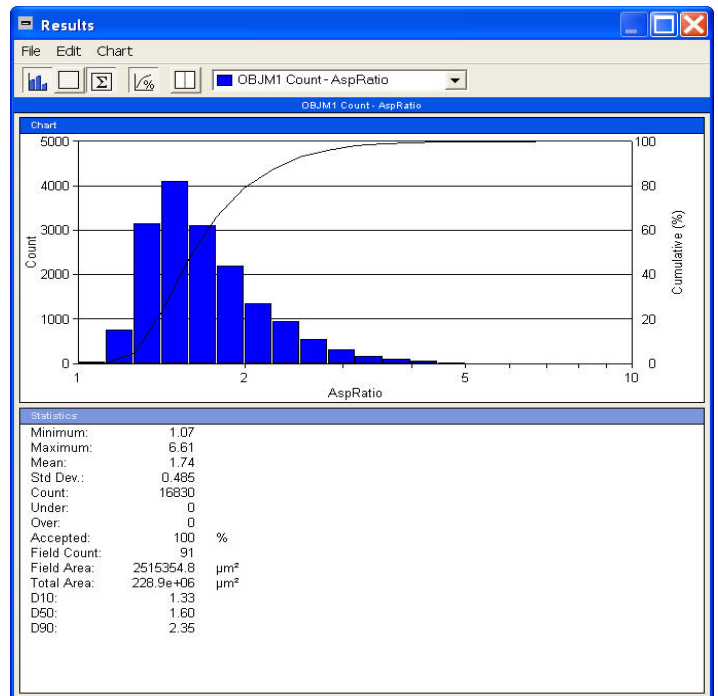 Results
File Edit Chart
Σ % OBJM1 Count - AspRatio
OBJM1 Count - AspRatio
Chart
5000 100
4000 80
3000 60
2000 40
1000 20
0 0
Count
Cumulative (%)
1 2 5 10
AspRatio
Statistics
Minimum: 1.07
Maximum: 6.61
Mean: 1.74
Std Dev.: 0.485
Count: 16830
Under: 0
Over: 0
Accepted: 100 %
Field Count: 91
Field Area: 2515354.8 µm²
Total Area: 228.9e+06 µm²
D10: 1.33
D50: 1.60
D90: 2.35